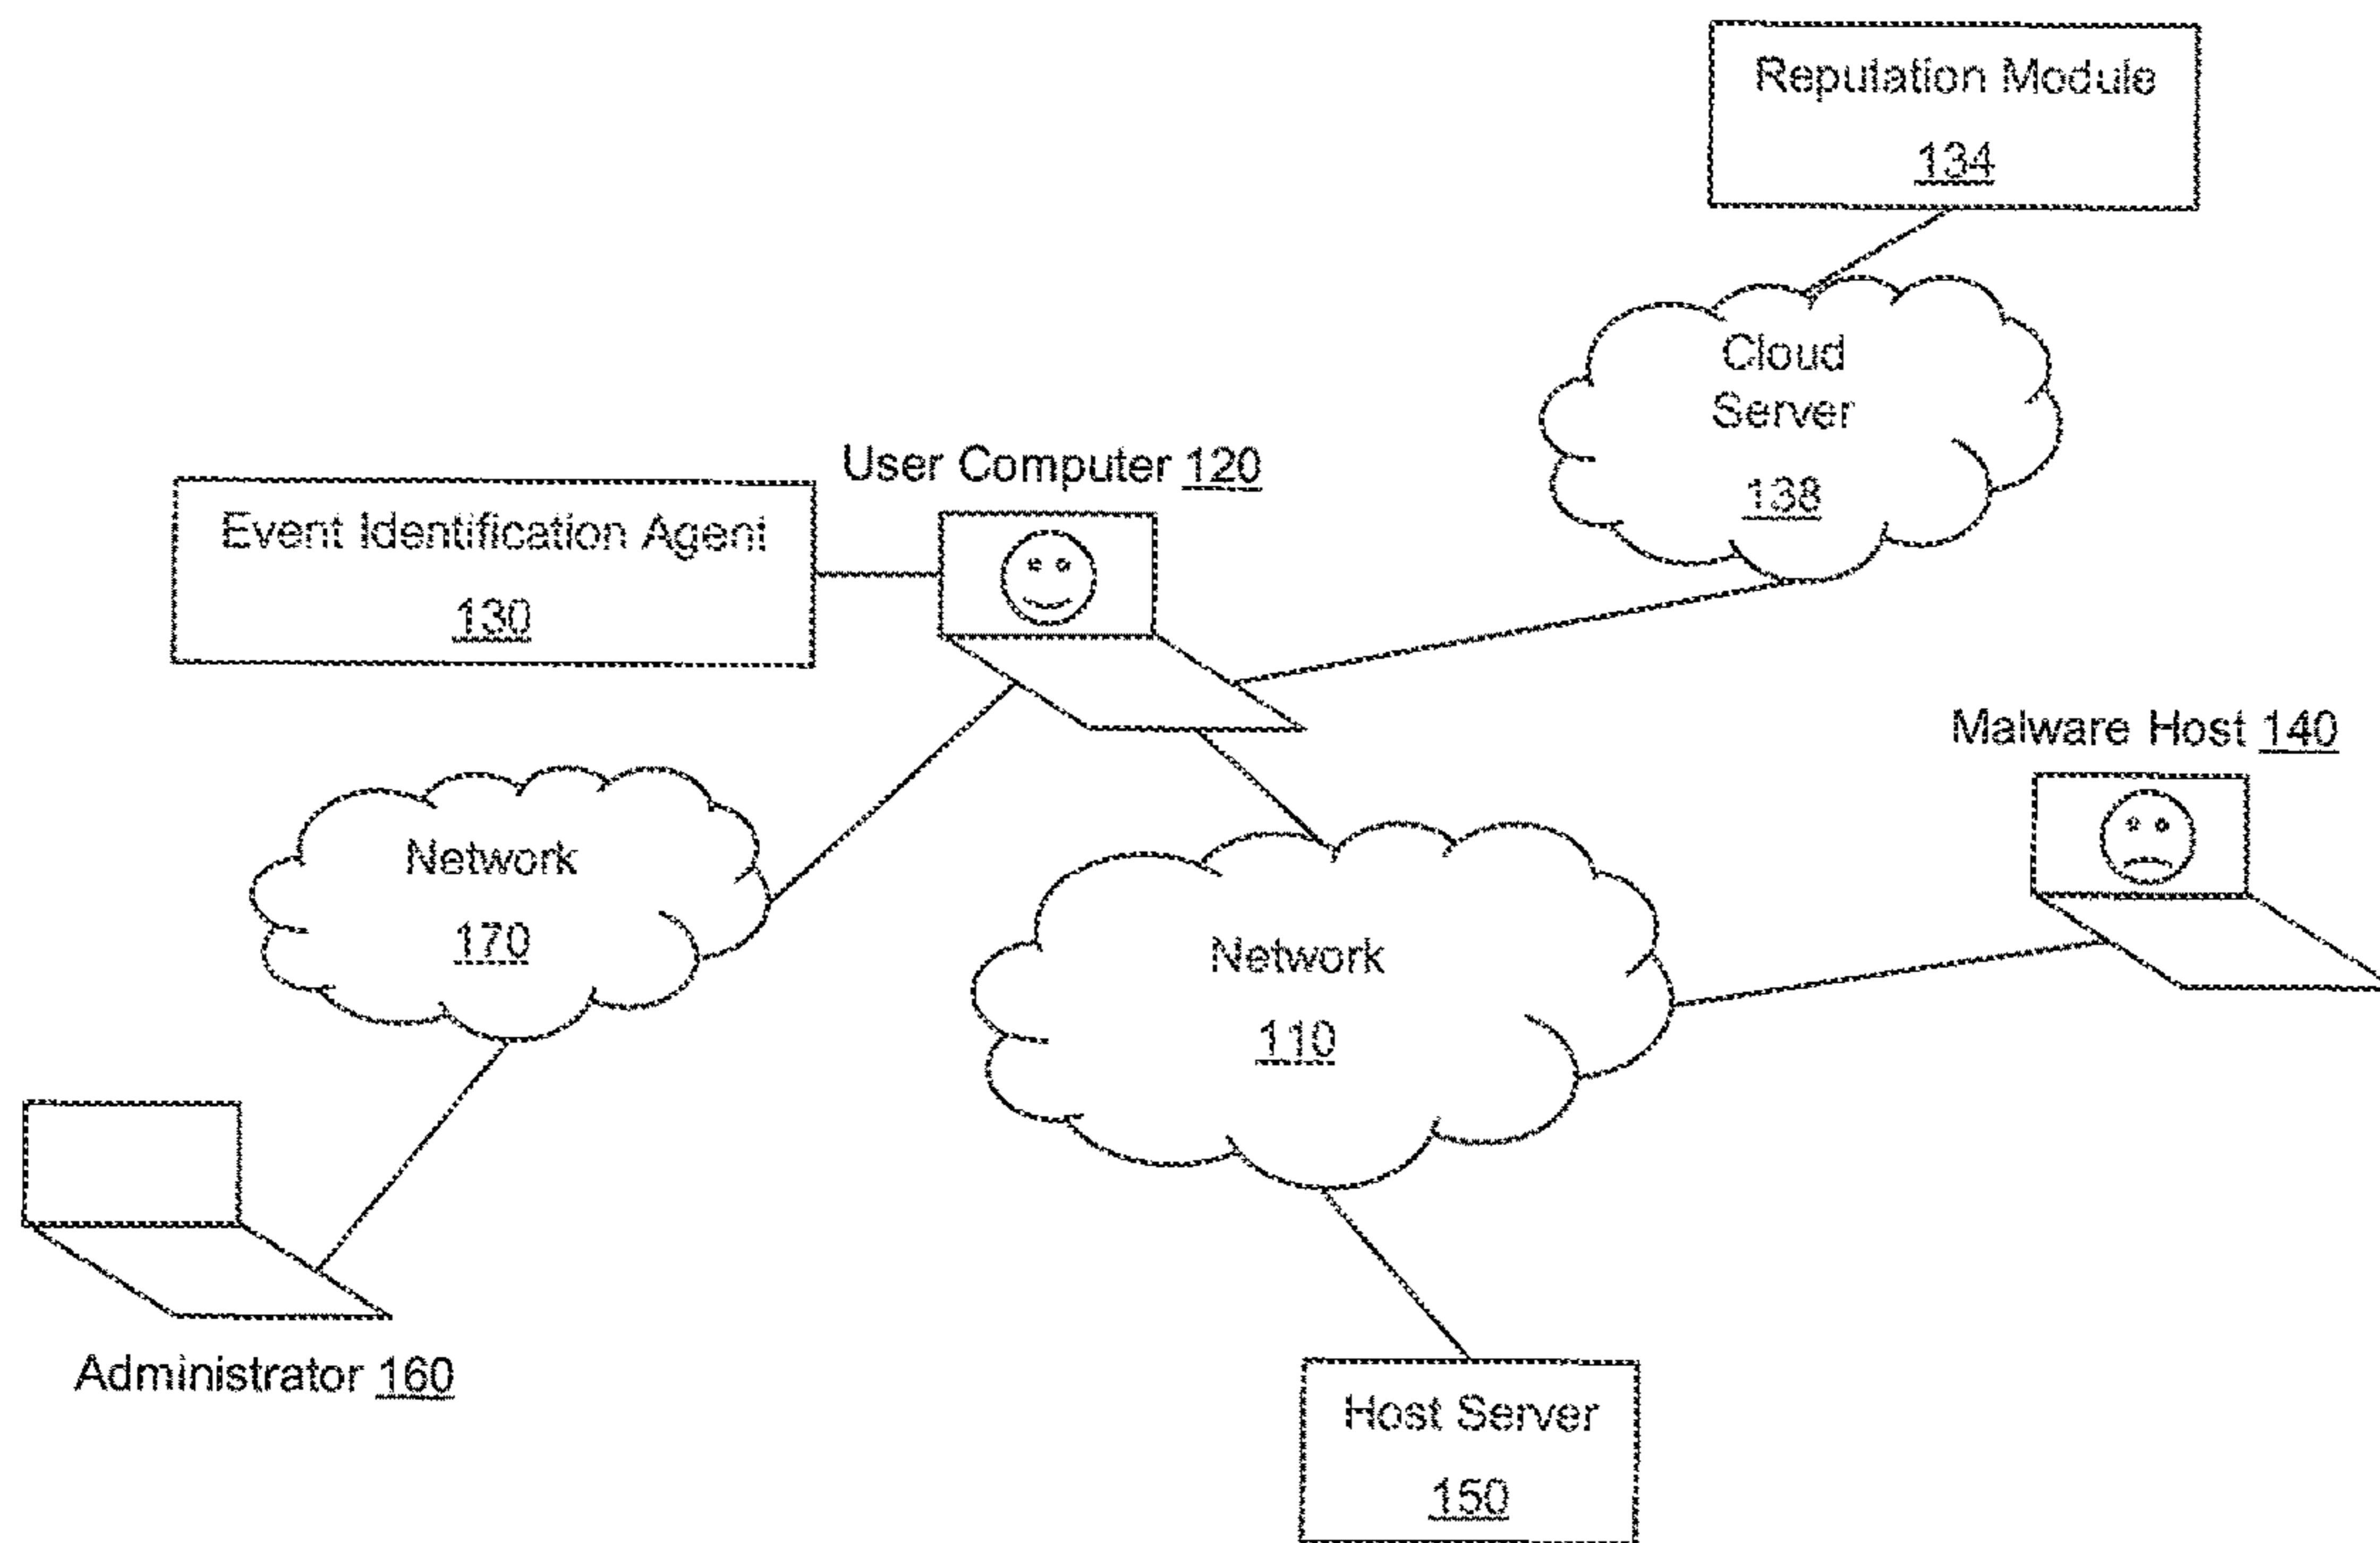 Reputation Module
134
Cloud
Server
138
User Computer 120
Event Identification Agent
130
Malware Host 140
Network
170
Network
110
Administrator 160
Host Server
150